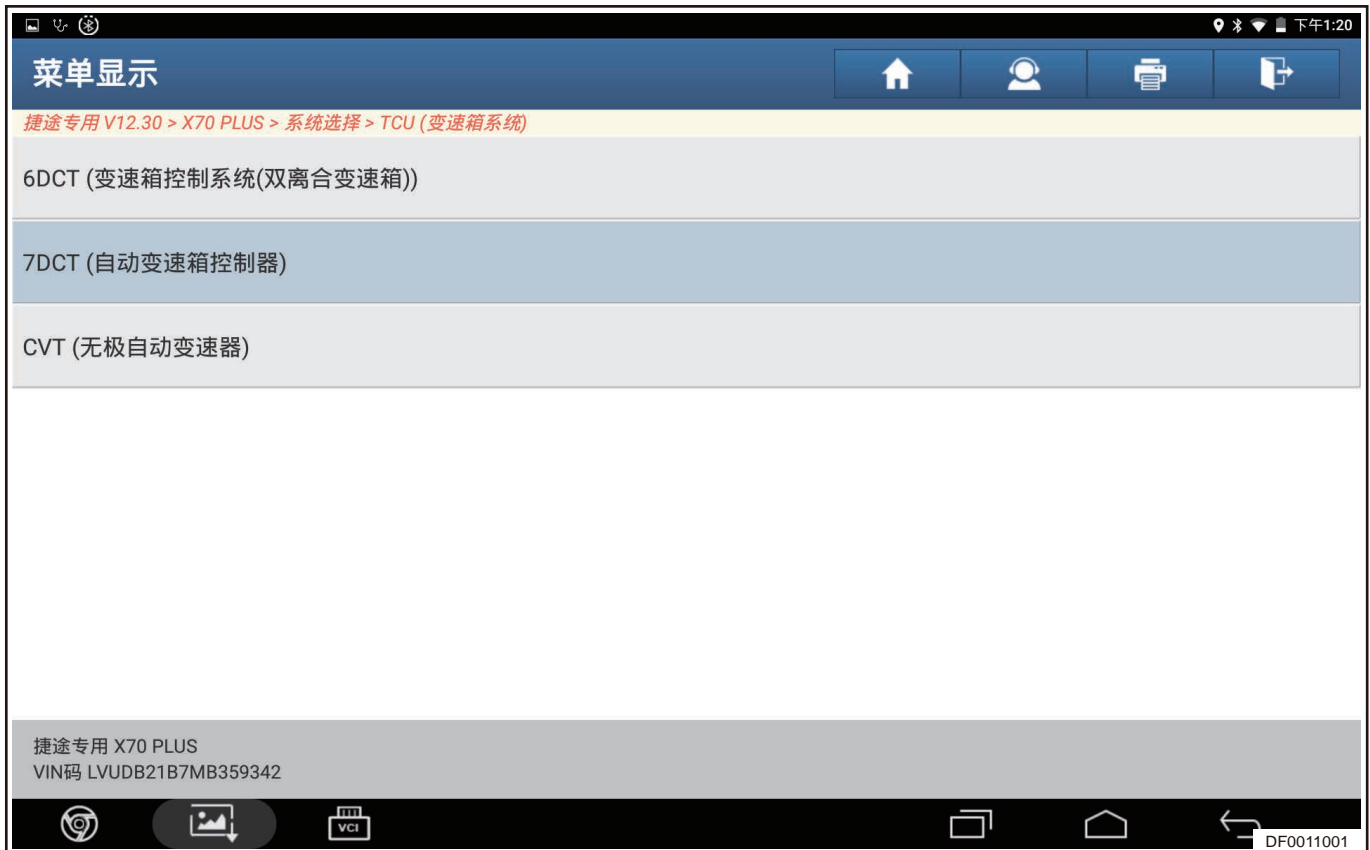 下午1:20
菜单显示
捷途专用 V12.30 > X70 PLUS > 系统选择 > TCU (变速箱系统)
6DCT (变速箱控制系统(双离合变速箱))
7DCT (自动变速箱控制器)
CVT (无极自动变速器)
捷途专用 X70 PLUS
VIN码 LVUDB21B7MB359342
VCI
DF0011001